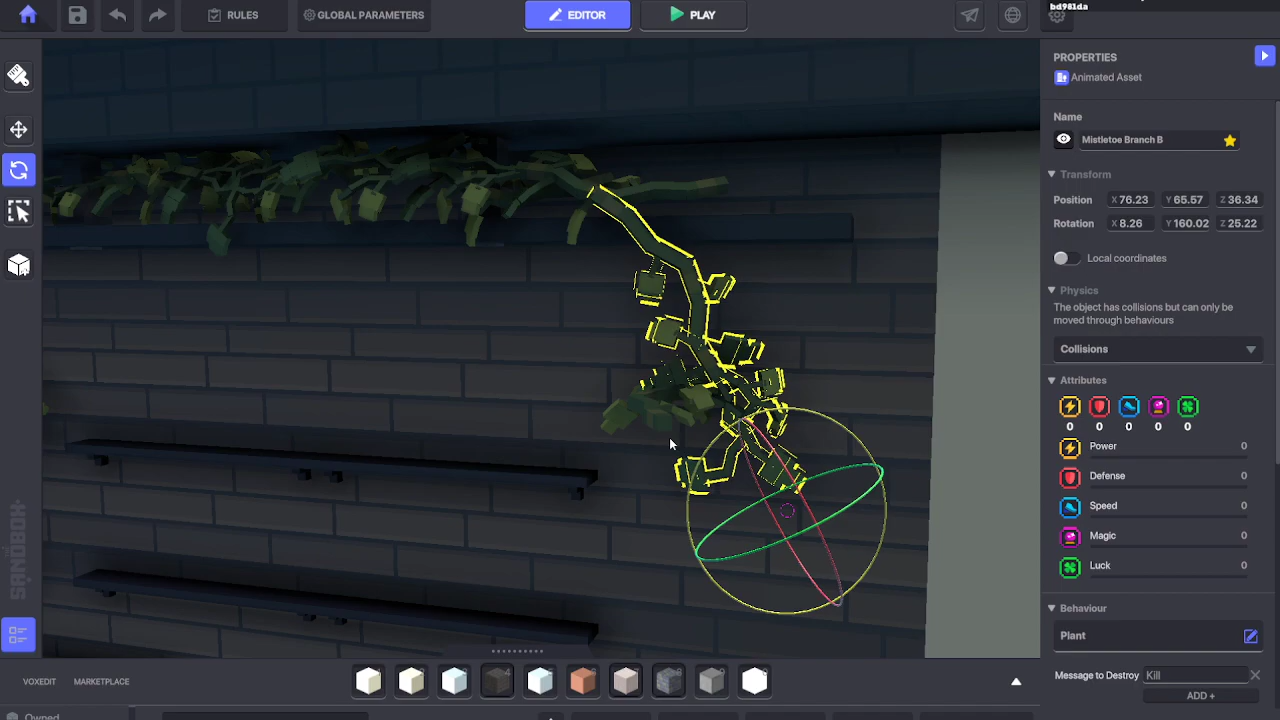 bd981da
RULES
GLOBAL PARAMETERS
EDITOR
PLAY
PROPERTIES
Animated Asset
Name
Mistletoe Branch B
Transform
Position X 76.23 Y 65.57 Z 36.34
Rotation X 8.26 Y 160.02 Z 25.22
Local coordinates
Physics
The object has collisions but can only be
moved through behaviours
Collisions
Attributes
0 0 0 0 0
Power 0
Defense 0
Speed 0
Magic 0
Luck 0
Behaviour
Plant
Message to Destroy Kill
ADD +
THE SANDBOX
VOXEDIT MARKETPLACE
Owned